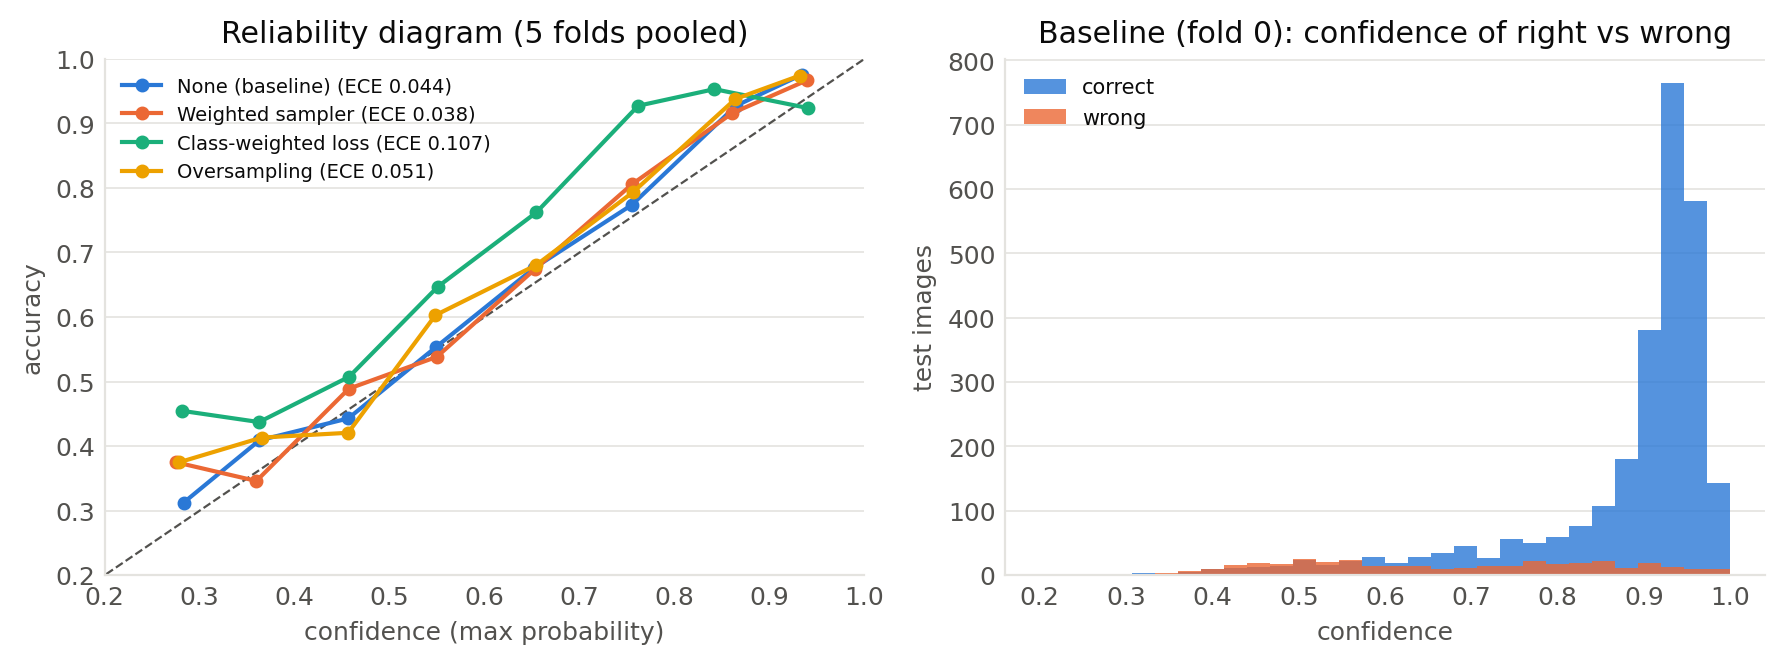 Reliability diagram (5 folds pooled)
1.0
0.9
0.8
0.7
0.6
0.5
0.4
0.3
0.2
accuracy
None (baseline) (ECE 0.044)
Weighted sampler (ECE 0.038)
Class-weighted loss (ECE 0.107)
Oversampling (ECE 0.051)
0.2 0.3 0.4 0.5 0.6 0.7 0.8 0.9 1.0
confidence (max probability)
Baseline (fold 0): confidence of right vs wrong
800
700
600
500
400
300
200
100
0
test images
correct
wrong
0.2 0.3 0.4 0.5 0.6 0.7 0.8 0.9 1.0
confidence